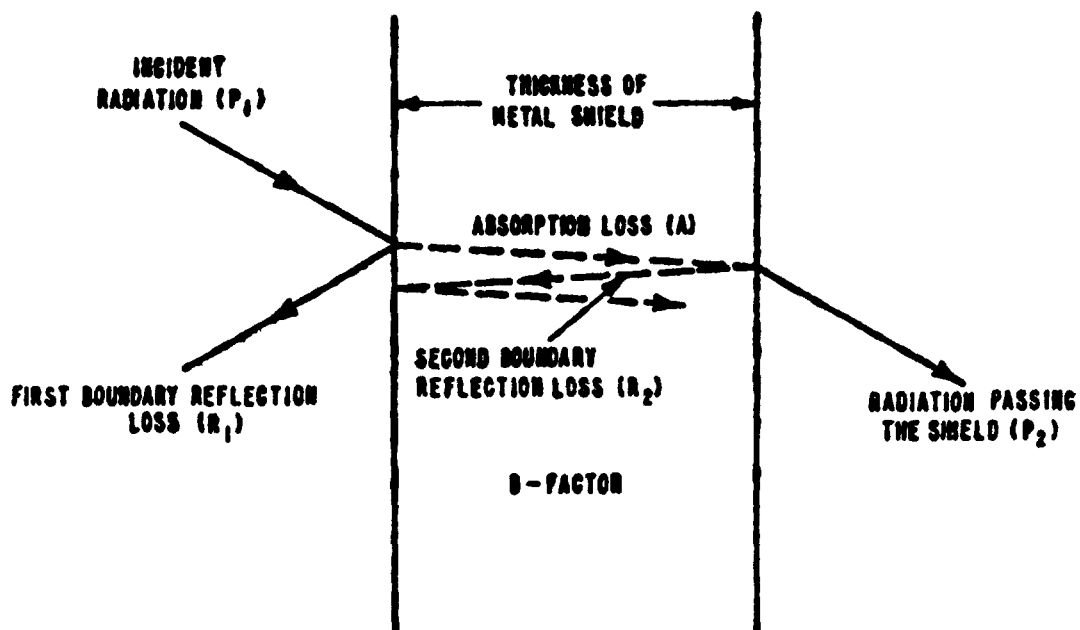 INCIDENT
RADIATION (P₁)
THICKNESS OF
METAL SHIELD
ABSORPTION LOSS (A)
SECOND BOUNDARY
REFLECTION LOSS (R₂)
FIRST BOUNDARY REFLECTION
LOSS (R₁)
RADIATION PASSING
THE SHIELD (P₂)
B-FACTOR